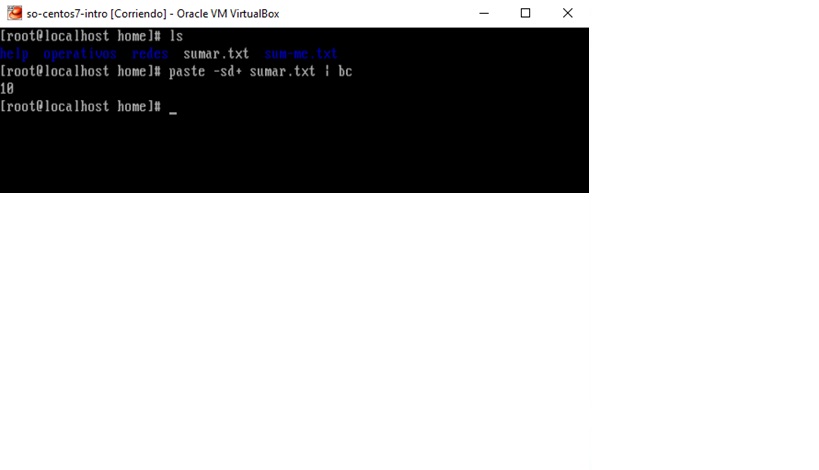 so-centos7-intro [Corriendo] - Oracle VM VirtualBox
[root@localhost home]# ls
help operativos redes sumar.txt sum-me.txt
[root@localhost home]# paste -sd+ sumar.txt | bc
10
[root@localhost home]# _